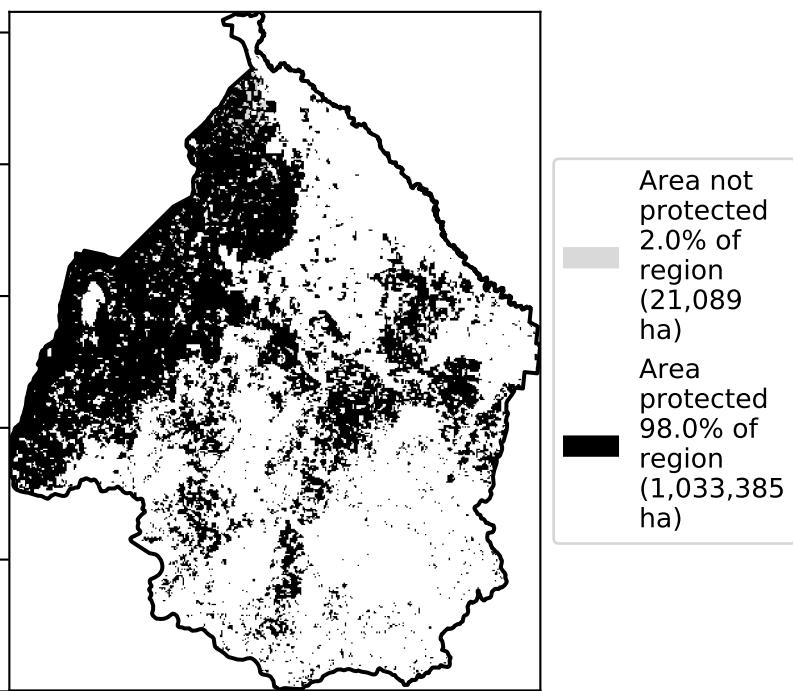 Area not
protected
2.0% of
region
(21,089
ha)
Area
protected
98.0% of
region
(1,033,385
ha)